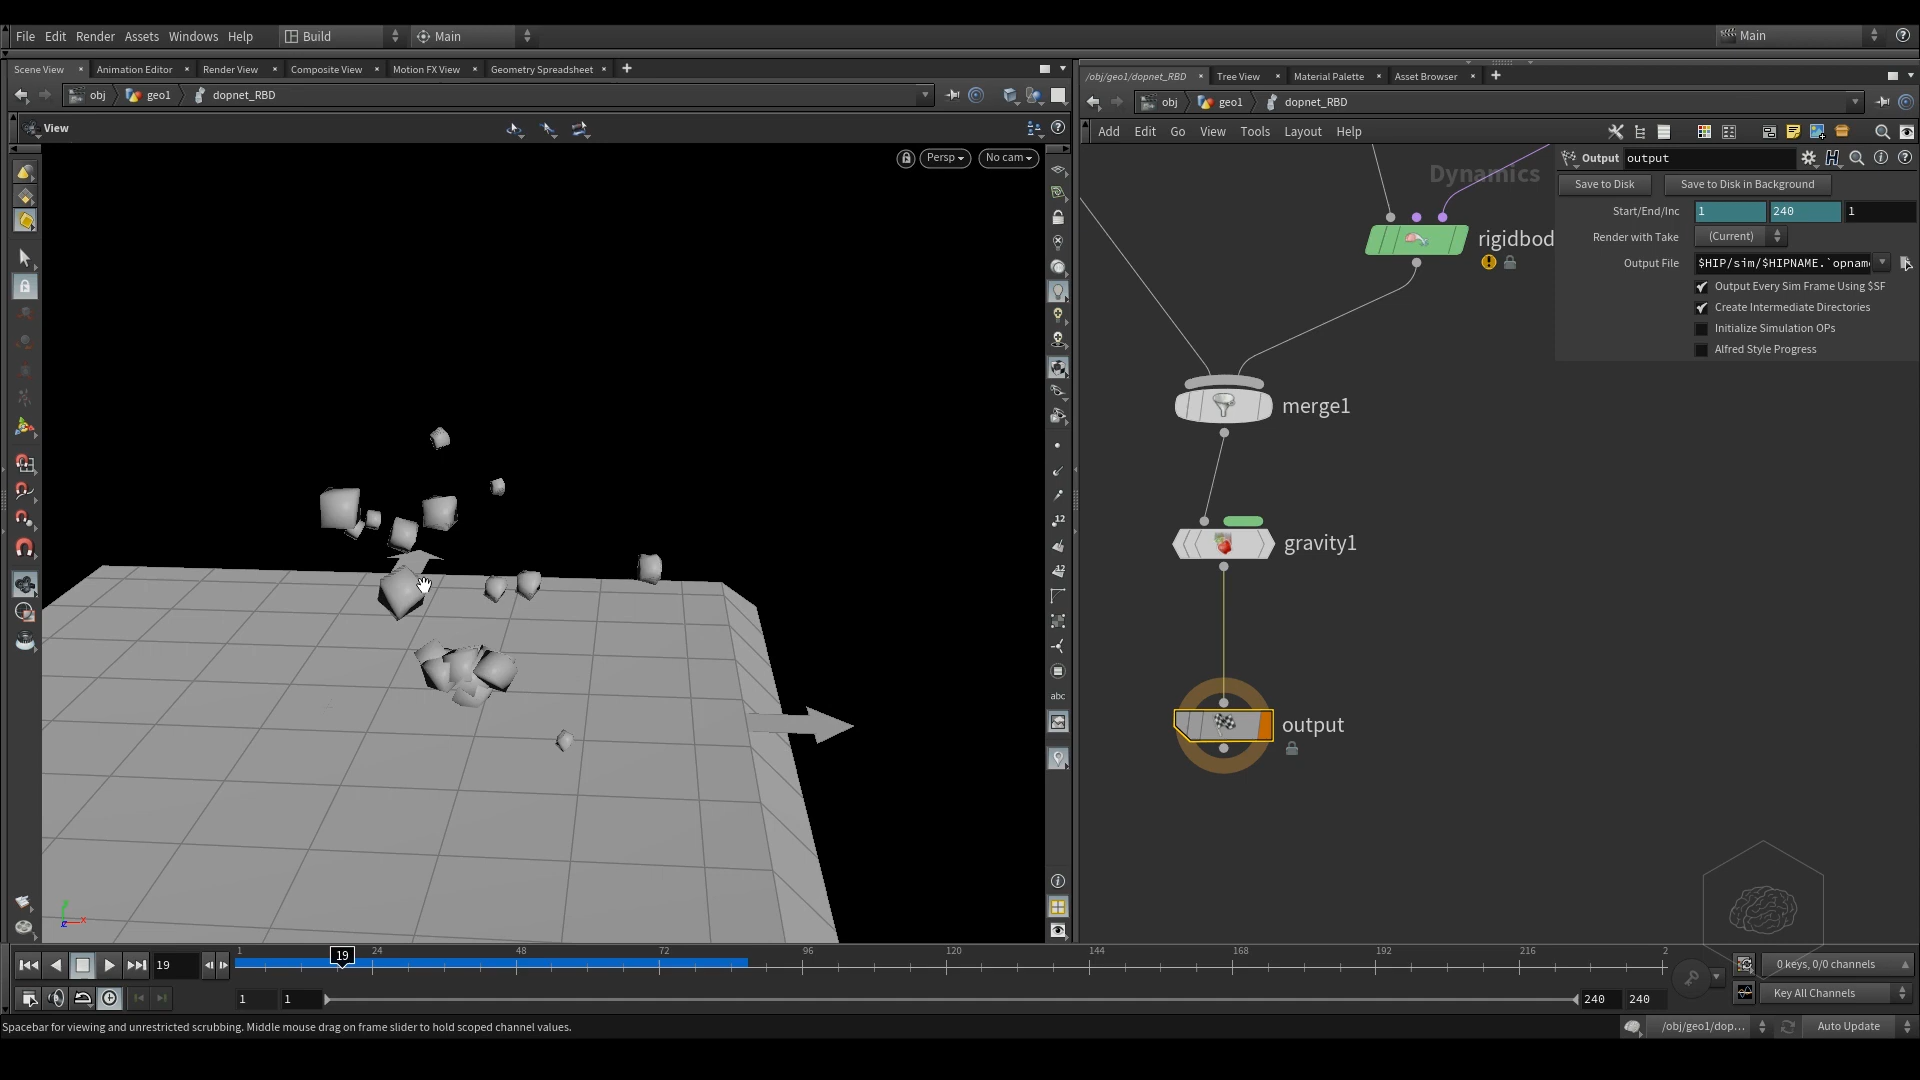 File Edit Render Assets Windows Help Build Main Main
Scene View Animation Editor Render View Composite View Motion FX View Geometry Spreadsheet
/obj/geo1/dopnet_RBD Tree View Material Palette Asset Browser
obj geo1 dopnet_RBD
obj geo1 dopnet_RBD
View
Add Edit Go View Tools Layout Help
Persp No cam
Dynamics
Output output
Save to Disk Save to Disk in Background
Start/End/Inc 1 240 1
Render with Take (Current)
Output File $HIP/sim/$HIPNAME.`opnam
Output Every Sim Frame Using $SF
Create Intermediate Directories
Initialize Simulation OPs
Alfred Style Progress
rigidbod
merge1
gravity1
output
12
12
abc
x
1 24 48 72 96 120 144 168 192 216 2
19
19
0 keys, 0/0 channels
1 1 240 240
Key All Channels
Spacebar for viewing and unrestricted scrubbing. Middle mouse drag on frame slider to hold scoped channel values.
/obj/geo1/dop... Auto Update